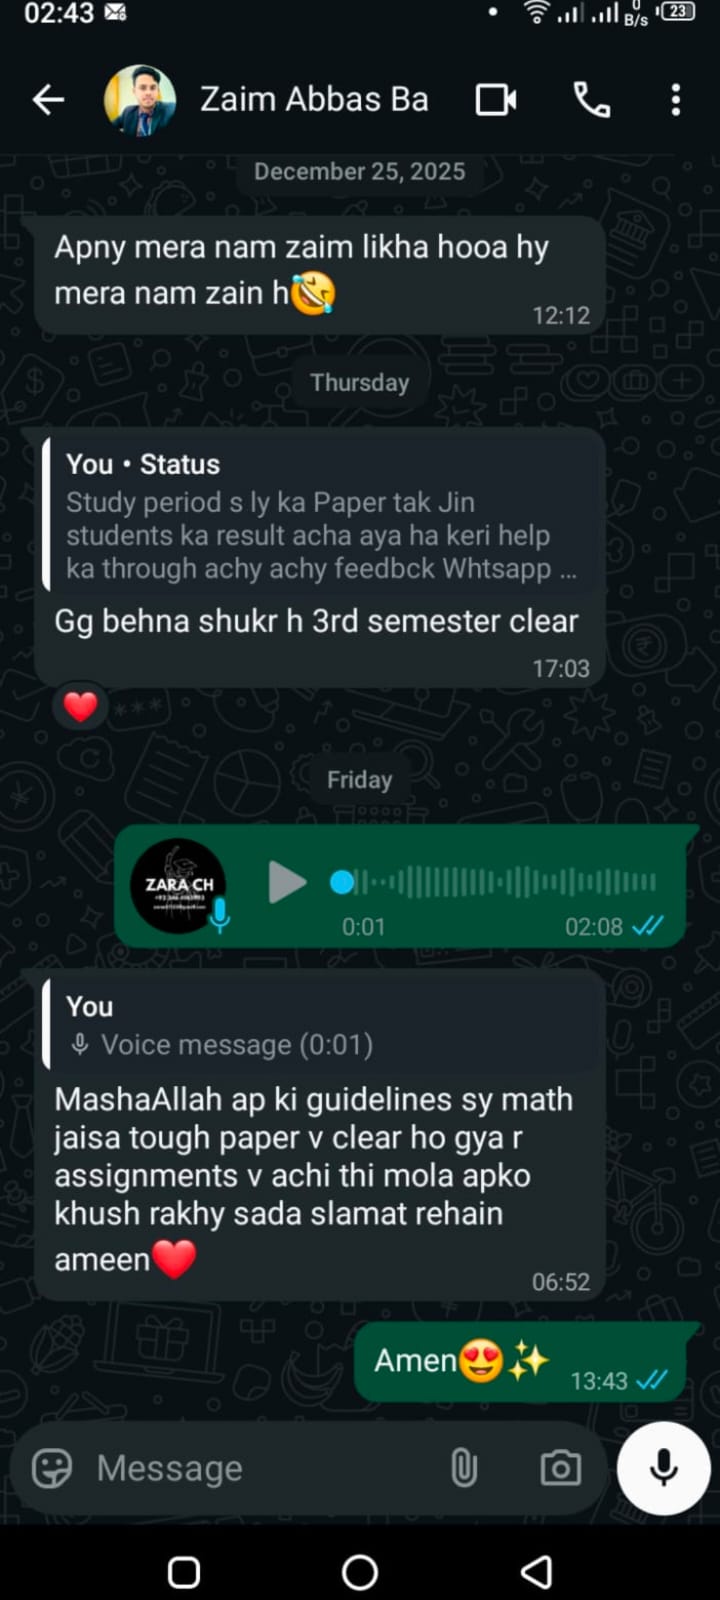 02:43
0
B/s
23
Zaim Abbas Ba
December 25, 2025
Apny mera nam zaim likha hooa hy
mera nam zain h🤣
12:12
Thursday
You • Status
Study period s ly ka Paper tak Jin
students ka result acha aya ha keri help
ka through achy achy feedbck Whtsapp ...
Gg behna shukr h 3rd semester clear
17:03
❤️
Friday
ZARA CH
0:01
02:08
You
Voice message (0:01)
MashaAllah ap ki guidelines sy math
jaisa tough paper v clear ho gya r
assignments v achi thi mola apko
khush rakhy sada slamat rehain
ameen❤️
06:52
Amen😍✨
13:43
Message